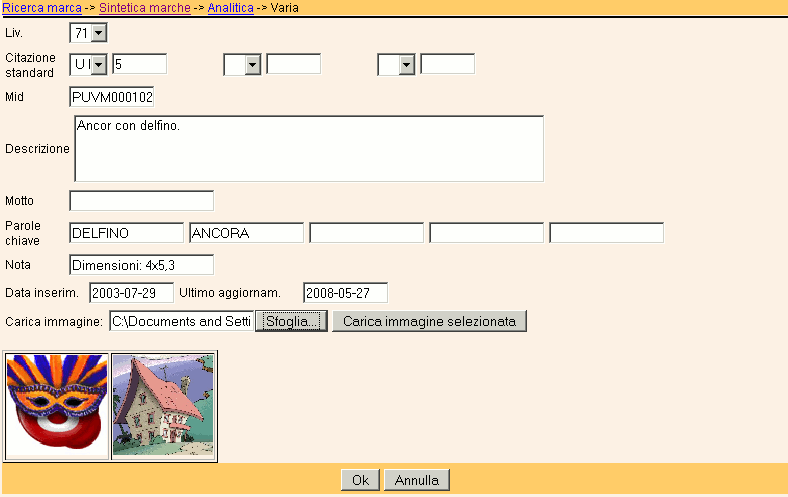 Ricerca marca -> Sintetica marche -> Analitica -> Varia
Liv. 71
Citazione standard U 5
Mid PUVM000102
Descrizione Ancor con delfino.
Motto
Parole chiave DELFINO ANCORA
Nota Dimensioni: 4x5,3
Data inserim. 2003-07-29 Ultimo aggiornam. 2008-05-27
Carica immagine: C:\Documents and Setti Sfoglia... Carica immagine selezionata
Ok Annulla